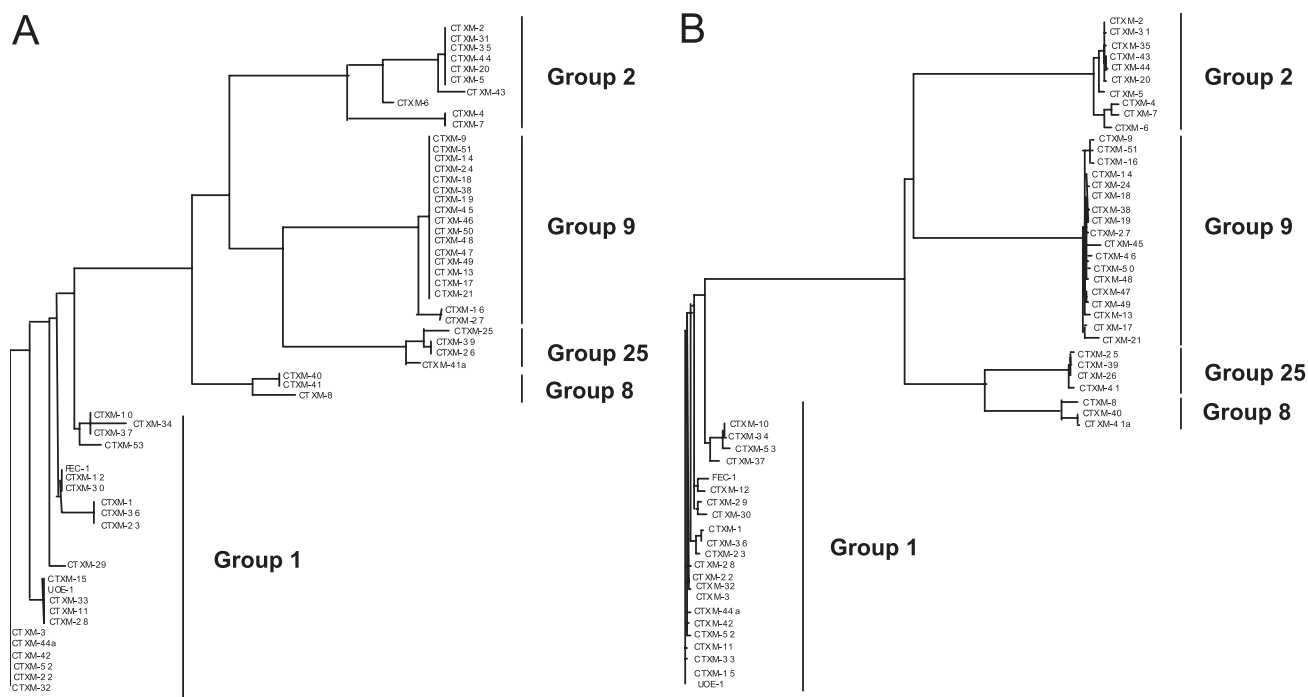 A
CTXM-2
CTXM-31
CTXM-35
CTXM-44
CTXM-20
CTXM-5
CTXM-43
CTXM-6
CTXM-4
CTXM-7
Group 2
CTXM-9
CTXM-51
CTXM-14
CTXM-24
CTXM-18
CTXM-38
CTXM-19
CTXM-45
CTXM-46
CTXM-50
CTXM-48
CTXM-47
CTXM-49
CTXM-13
CTXM-17
CTXM-21
CTXM-16
CTXM-27
Group 9
CTXM-25
CTXM-39
CTXM-26
CTXM-41a
Group 25
CTXM-40
CTXM-41
CTXM-8
Group 8
CTXM-10
CTXM-34
CTXM-37
CTXM-53
FEC-1
CTXM-12
CTXM-30
CTXM-1
CTXM-36
CTXM-23
CTXM-29
CTXM-15
UOE-1
CTXM-33
CTXM-11
CTXM-28
CTXM-3
CTXM-44a
CTXM-42
CTXM-52
CTXM-22
CTXM-32
Group 1
B
CTXM-2
CTXM-31
CTXM-35
CTXM-43
CTXM-44
CTXM-20
CTXM-5
CTXM-4
CTXM-7
CTXM-6
Group 2
CTXM-9
CTXM-51
CTXM-16
CTXM-14
CTXM-24
CTXM-18
CTXM-38
CTXM-19
CTXM-27
CTXM-45
CTXM-46
CTXM-50
CTXM-48
CTXM-47
CTXM-49
CTXM-13
CTXM-17
CTXM-21
Group 9
CTXM-25
CTXM-39
CTXM-26
CTXM-41
Group 25
CTXM-8
CTXM-40
CTXM-41a
Group 8
CTXM-10
CTXM-34
CTXM-53
CTXM-37
FEC-1
CTXM-12
CTXM-29
CTXM-30
CTXM-1
CTXM-36
CTXM-23
CTXM-28
CTXM-22
CTXM-32
CTXM-3
CTXM-44a
CTXM-42
CTXM-52
CTXM-11
CTXM-33
CTXM-15
UOE-1
Group 1